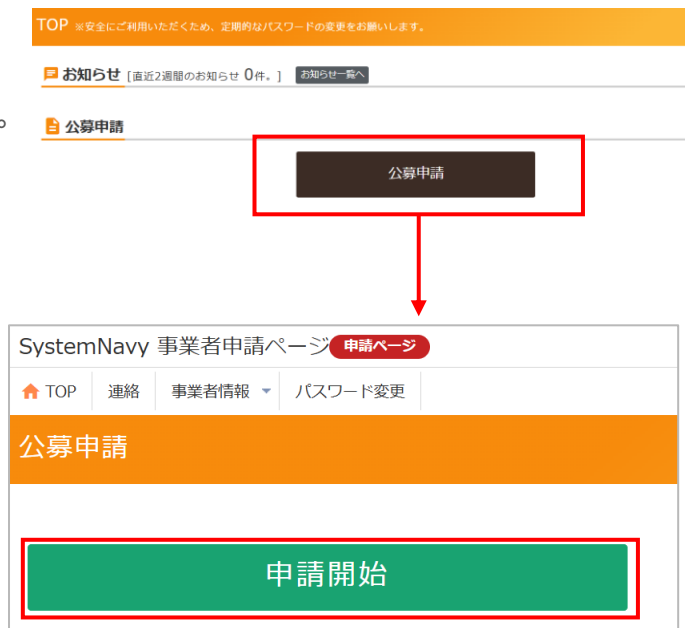 TOP ※安全にご利用いただくため、定期的なパスワードの変更をお願いします。
お知らせ [直近2週間のお知らせ 0件。] お知らせ一覧へ
。
公募申請
公募申請
SystemNavy 事業者申請ページ 申請ページ
TOP 連絡 事業者情報 パスワード変更
公募申請
申請開始